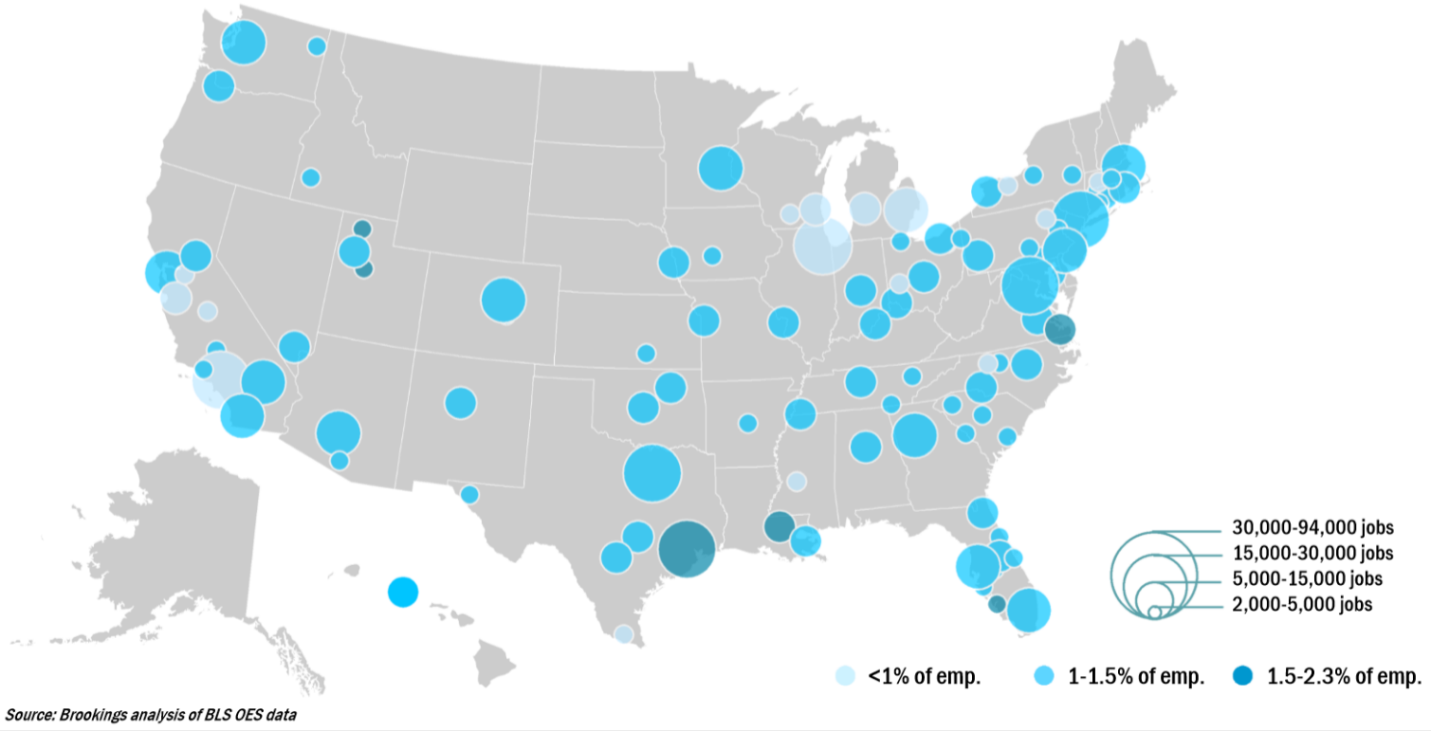 30,000-94,000 jobs
15,000-30,000 jobs
5,000-15,000 jobs
2,000-5,000 jobs
<1% of emp. 1-1.5% of emp. 1.5-2.3% of emp.
Source: Brookings analysis of BLS OES data